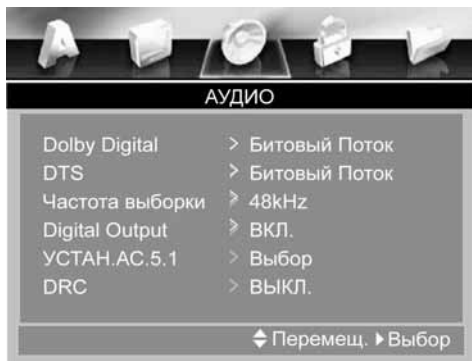 АУДИО
Dolby Digital > Битовый Поток
DTS > Битовый Поток
Частота выборки > 48kHz
Digital Output > ВКЛ.
УСТАН.АС.5.1 > Выбор
DRC > ВЫКЛ.
Перемещ. Выбор